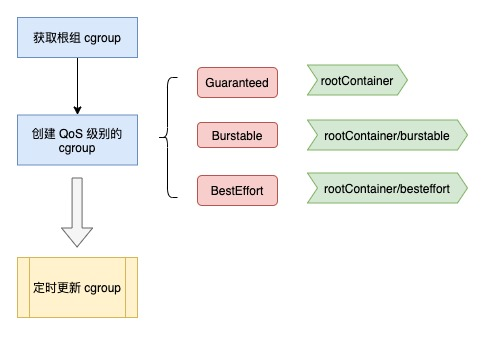 获取根组 cgroup
创建 QoS 级别的
cgroup
Guaranteed
rootContainer
Burstable
rootContainer/burstable
BestEffort
rootContainer/besteffort
定时更新 cgroup